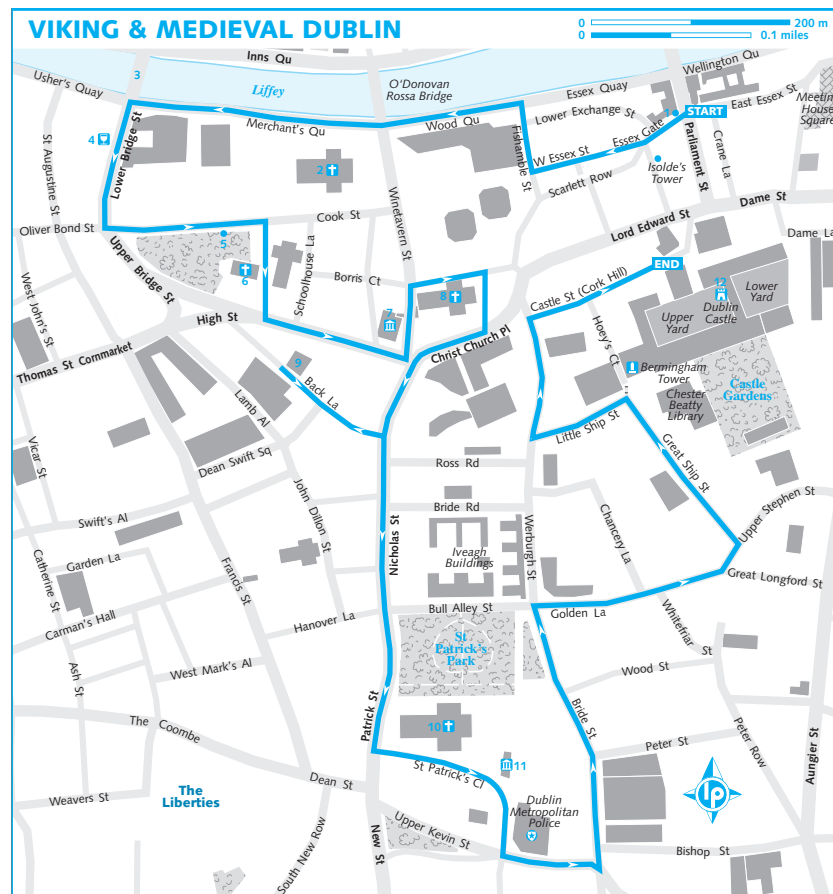 VIKING & MEDIEVAL DUBLIN
0 200 m
0 0.1 miles
Inns Qu
Usher's Quay
3
Liffey
O'Donovan
Rossa Bridge
Essex Quay
Wellington Qu
East Essex St
Meeting
House
Square
Lower Exchange St
1
START
4
Lower Bridge St
Merchant's Qu
Wood Qu
Fishamble St
W Essex St
Essex Gate
Isolde's
Tower
Parliament St
Crane La
St Augustine St
2
Winetavern St
Scarlett Row
Dame St
Oliver Bond St
Cook St
Lord Edward St
Dame La
5
Upper Bridge St
6
Schoolhouse La
Borris Ct
END
Castle St (Cork Hill)
12
Dublin
Castle
Lower
Yard
Upper
Yard
West John's St
High St
7
8
Christ Church Pl
Hoey's Ct
Bermingham
Tower
Castle
Gardens
Chester
Beatty
Library
Thomas St Cornmarket
9
Back La
Lamb Al
Little Ship St
Great Ship St
Vicar St
Dean Swift Sq
Ross Rd
John Dillon St
Bride Rd
Upper Stephen St
Swift's Al
Nicholas St
Iveagh
Buildings
Werburgh St
Chancery La
Catherine St
Garden La
Francis St
Great Longford St
Carman's Hall
Hanover La
Bull Alley St
Golden La
Whitefriar St
St
Patrick's
Park
Ash St
West Mark's Al
Wood St
Patrick St
Bride St
The Coombe
10
Peter St
Peter Row
Aungier St
St Patrick's Cl
11
Dean St
The
Liberties
Weavers St
Dublin
Metropolitan
Police
lp
South New Row
New St
Upper Kevin St
Bishop St